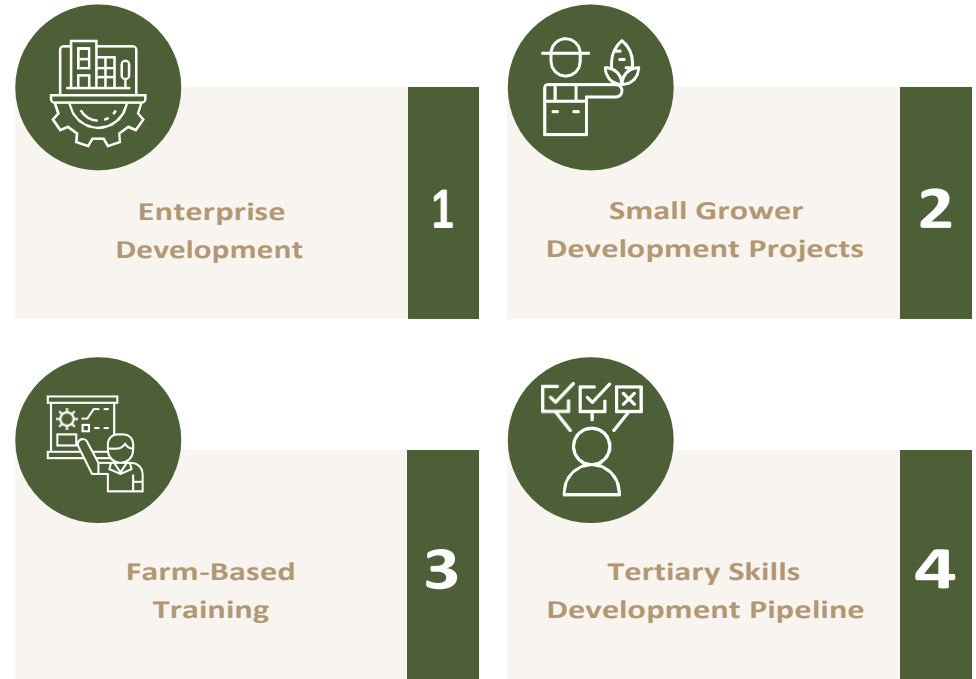 Enterprise
Development
1
Small Grower
Development Projects
2
Farm-Based
Training
3
Tertiary Skills
Development Pipeline
4